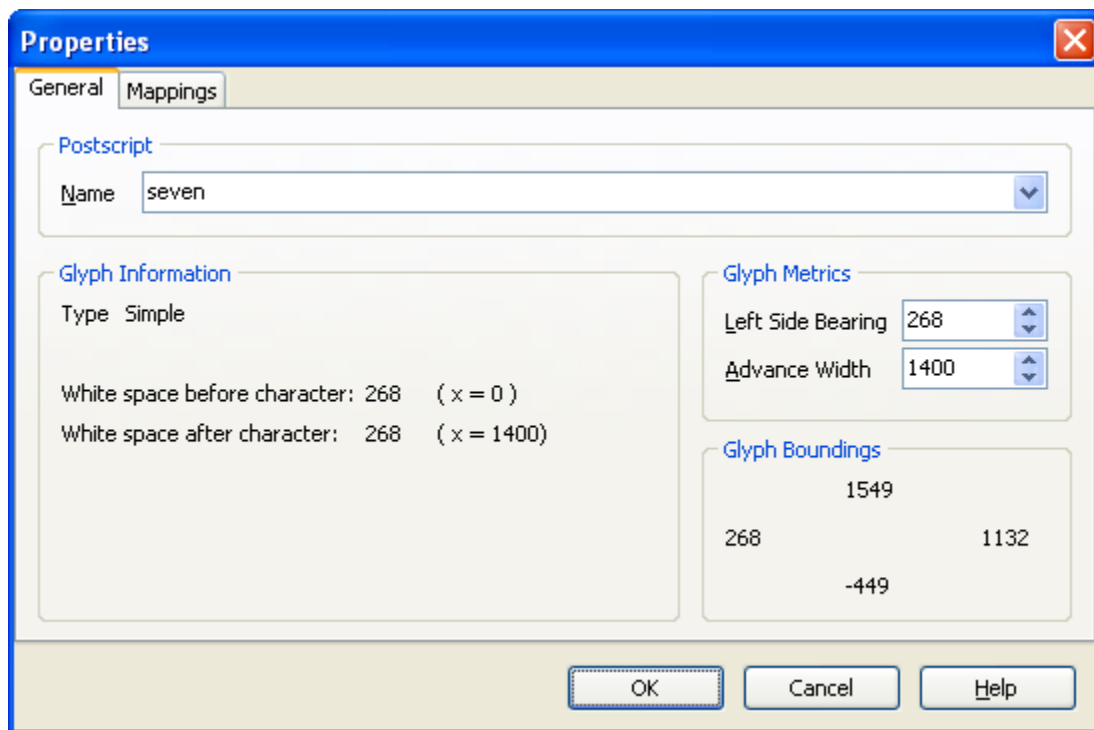 Properties
General Mappings
Postscript
Name seven
Glyph Information
Type Simple
White space before character: 268 ( x = 0 )
White space after character: 268 ( x = 1400)
Glyph Metrics
Left Side Bearing 268
Advance Width 1400
Glyph Boundings
1549
268 1132
-449
OK Cancel Help